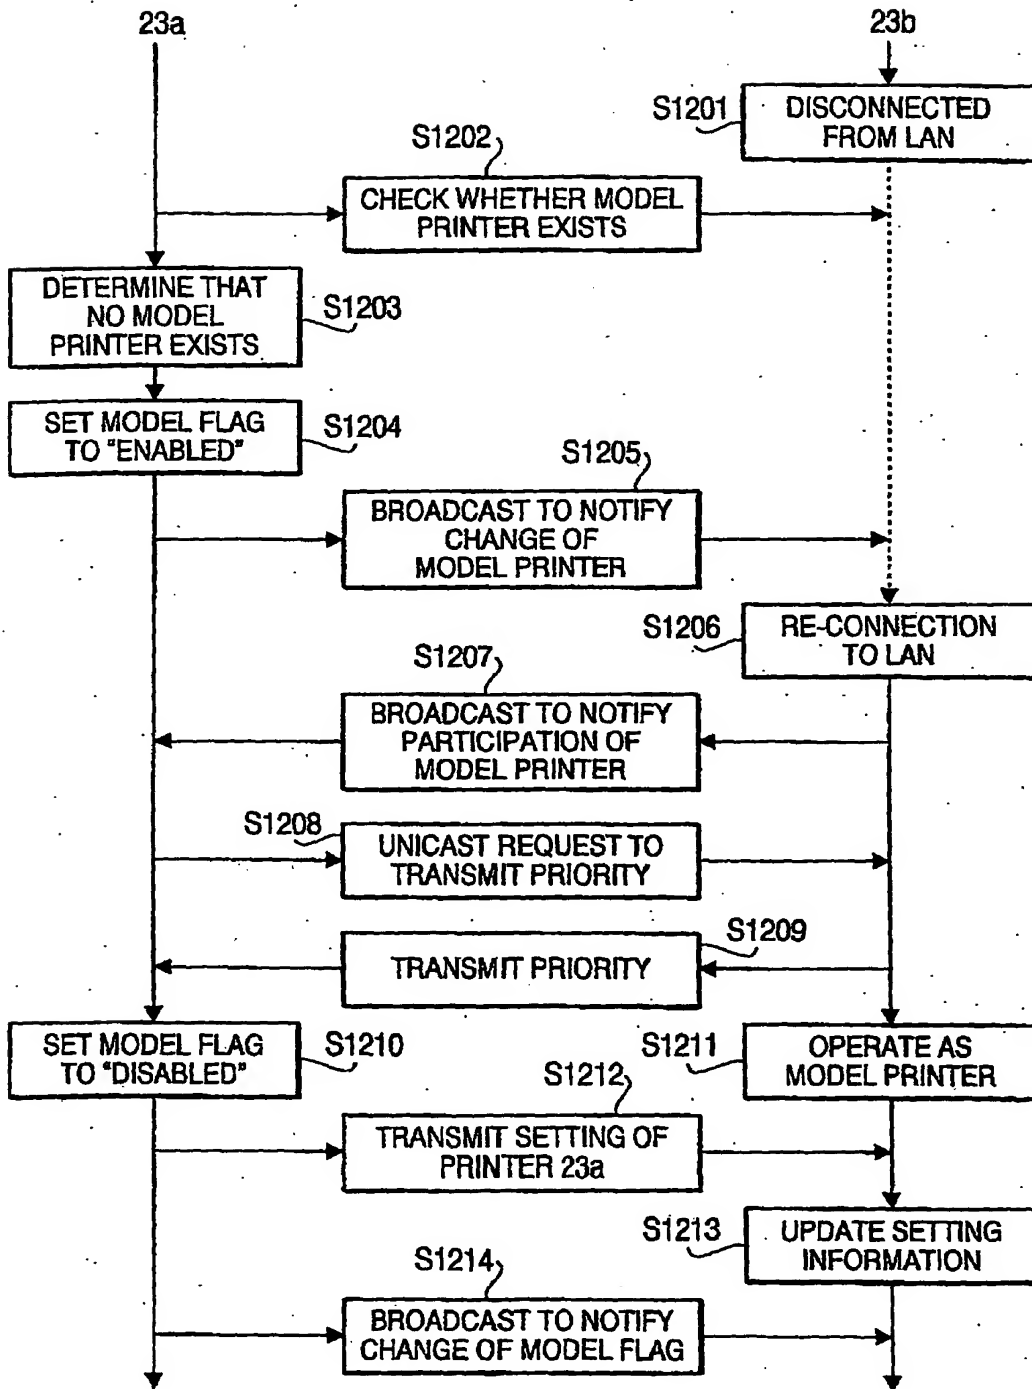 23a
23b
S1201
DISCONNECTED
FROM LAN
S1202
CHECK WHETHER MODEL
PRINTER EXISTS
DETERMINE THAT
NO MODEL
PRINTER EXISTS
S1203
SET MODEL FLAG
TO "ENABLED"
S1204
S1205
BROADCAST TO NOTIFY
CHANGE OF
MODEL PRINTER
S1206
RE-CONNECTION
TO LAN
S1207
BROADCAST TO NOTIFY
PARTICIPATION OF
MODEL PRINTER
S1208
UNICAST REQUEST TO
TRANSMIT PRIORITY
S1209
TRANSMIT PRIORITY
SET MODEL FLAG
TO "DISABLED"
S1210
S1211
OPERATE AS
MODEL PRINTER
S1212
TRANSMIT SETTING OF
PRINTER 23a
S1213
UPDATE SETTING
INFORMATION
S1214
BROADCAST TO NOTIFY
CHANGE OF MODEL FLAG